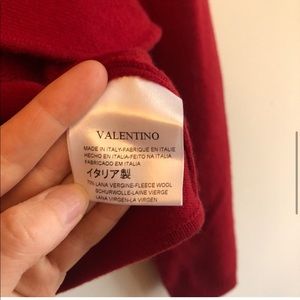 VALENTINO
MADE IN ITALY-FABRIQUE EN ITALIE
HECHO EN ITALIA-FEITO NA ITALIA
FABRICADO EM ITALIA
イタリア製
LANA VERGINE-FLEECE WOOL
SCHURWOLLE-LAINE VIERGE
LANA VIRGEN-LA VIRGEN